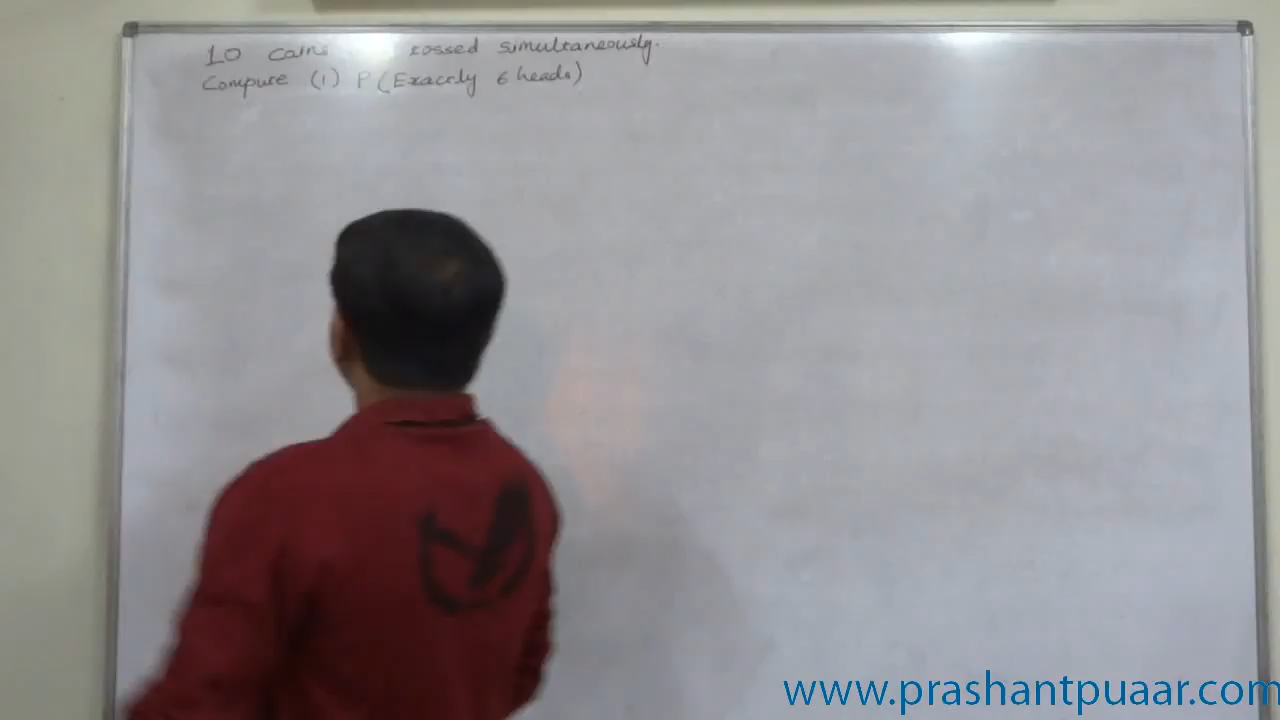 10 coins tossed simultaneously.
Compute (1) P (Exactly 6 heads)
www.prashantpuaar.com